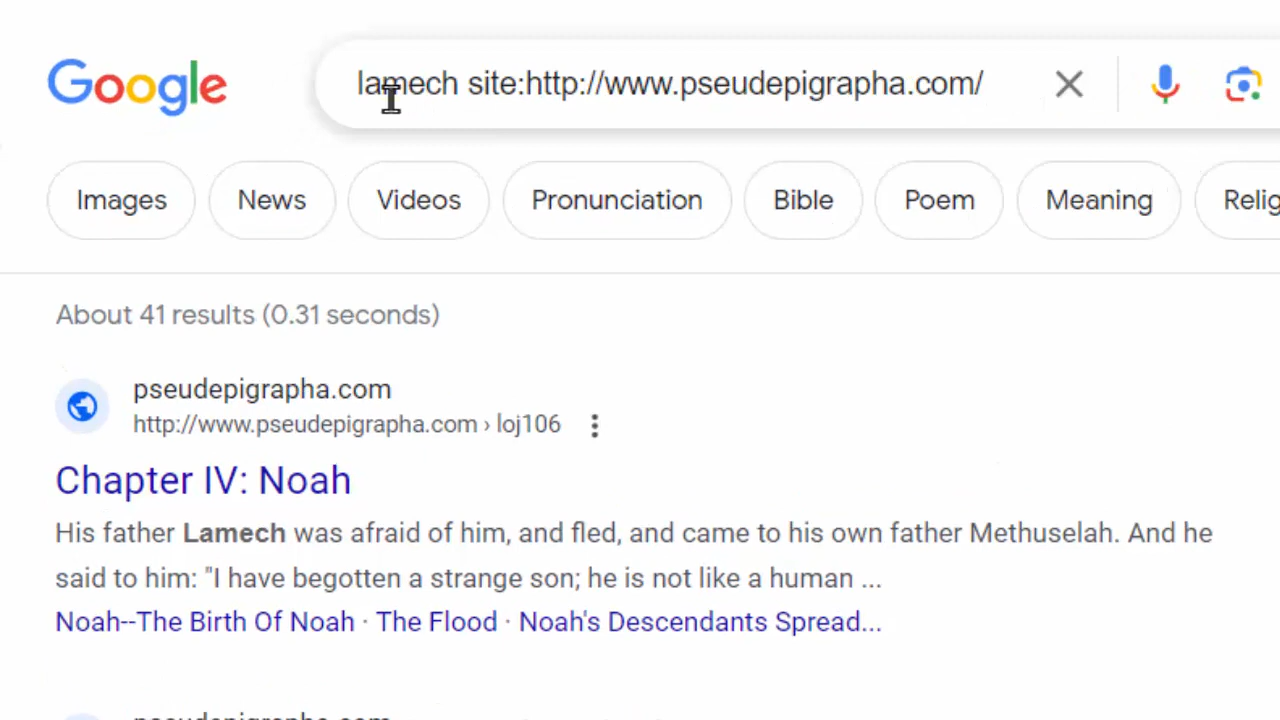 Google
lamech site:http://www.pseudepigrapha.com/
Images News Videos Pronunciation Bible Poem Meaning Relig
About 41 results (0.31 seconds)
pseudepigrapha.com
http://www.pseudepigrapha.com › loj106
Chapter IV: Noah
His father Lamech was afraid of him, and fled, and came to his own father Methuselah. And he
said to him: "I have begotten a strange son; he is not like a human ...
Noah--The Birth Of Noah · The Flood · Noah's Descendants Spread...
pseudepigrapha.com